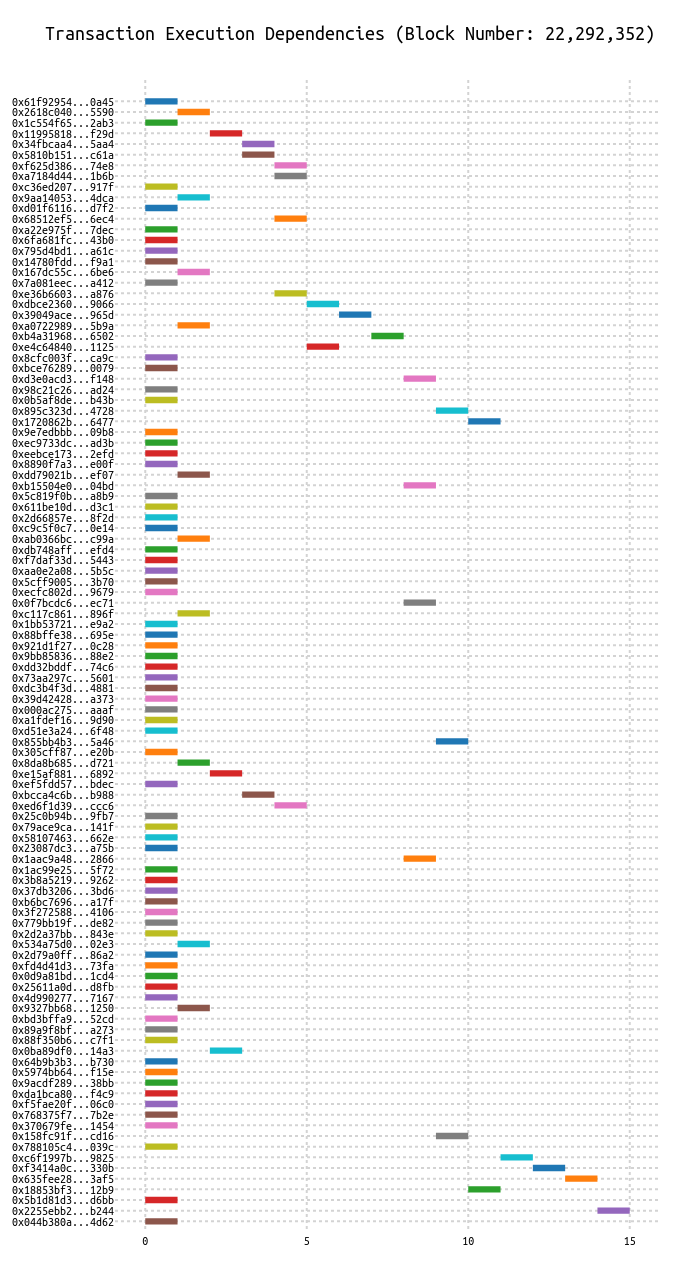 Transaction Execution Dependencies (Block Number: 22,292,352)
0x61f92954...0a45
0x2618c040...5590
0x1c554f65...2ab3
0x11995818...f29d
0x34fbcaa4...5aa4
0x5810b151...c61a
0xf625d386...74e8
0xa7184d44...1b6b
0xc36ed207...917f
0x9aa14053...4dca
0xd01f6116...d7f2
0x68512ef5...6ec4
0xa22e975f...7dec
0x6fa681fc...43b0
0x795d4bd1...a61c
0x14780fdd...f9a1
0x167dc55c...6be6
0x7a081eec...a412
0xe36b6603...a876
0xdbce2360...9066
0x39049ace...965d
0xa0722989...5b9a
0xb4a31968...6502
0xe4c64840...1125
0x8cfc003f...ca9c
0xbce76289...0079
0xd3e0acd3...f148
0x98c21c26...ad24
0x0b5af8de...b43b
0x895c323d...4728
0x1720862b...6477
0x9e7edbbb...09b8
0xec9733dc...ad3b
0xeebce173...2efd
0x8890f7a3...e00f
0xdd79021b...ef07
0xb15504e0...04bd
0x5c819f0b...a8b9
0x611be10d...d3c1
0x2d66857e...8f2d
0xc9c5f0c7...0e14
0xab0366bc...c99a
0xdb748aff...efd4
0xf7daf33d...5443
0xaa0e2a08...5b5c
0x5cff9005...3b70
0xecfc802d...9679
0x0f7bcdc6...ec71
0xc117c861...896f
0x1bb53721...e9a2
0x88bffe38...695e
0x921d1f27...0c28
0x9bb85836...88e2
0xdd32bddf...74c6
0x73aa297c...5601
0xdc3b4f3d...4881
0x39d42428...a373
0x000ac275...aaaf
0xa1fdef16...9d90
0xd51e3a24...6f48
0x855bb4b3...5a46
0x305cff87...e20b
0x8da8b685...d721
0xe15af881...6892
0xef5fdd57...bdec
0xbcca4c6b...b988
0xed6f1d39...ccc6
0x25c0b94b...9fb7
0x79ace9ca...141f
0x58107463...662e
0x23087dc3...a75b
0x1aac9a48...2866
0x1ac99e25...5f72
0x3b8a5219...9262
0x37db3206...3bd6
0xb6bc7696...a17f
0x3f272588...4106
0x779bb19f...de82
0x2d2a37bb...843e
0x534a75d0...02e3
0x2d79a0ff...86a2
0xfd4d41d3...73fa
0x0d9a81bd...1cd4
0x25611a0d...d8fb
0x4d990277...7167
0x9327bb68...1250
0xbd3bffa9...52cd
0x89a9f8bf...a273
0x88f350b6...c7f1
0x0ba89df0...14a3
0x64b9b3b3...b730
0x5974bb64...f15e
0x9acdf289...38bb
0xda1bca80...f4c9
0xf5fae20f...06c0
0x768375f7...7b2e
0x370679fe...1454
0x158fc91f...cd16
0x788105c4...039c
0xc6f1997b...9825
0xf3414a0c...330b
0x635fee28...3af5
0x18853bf3...12b9
0x5b1d81d3...d6bb
0x2255ebb2...b244
0x044b380a...4d62
0 5 10 15